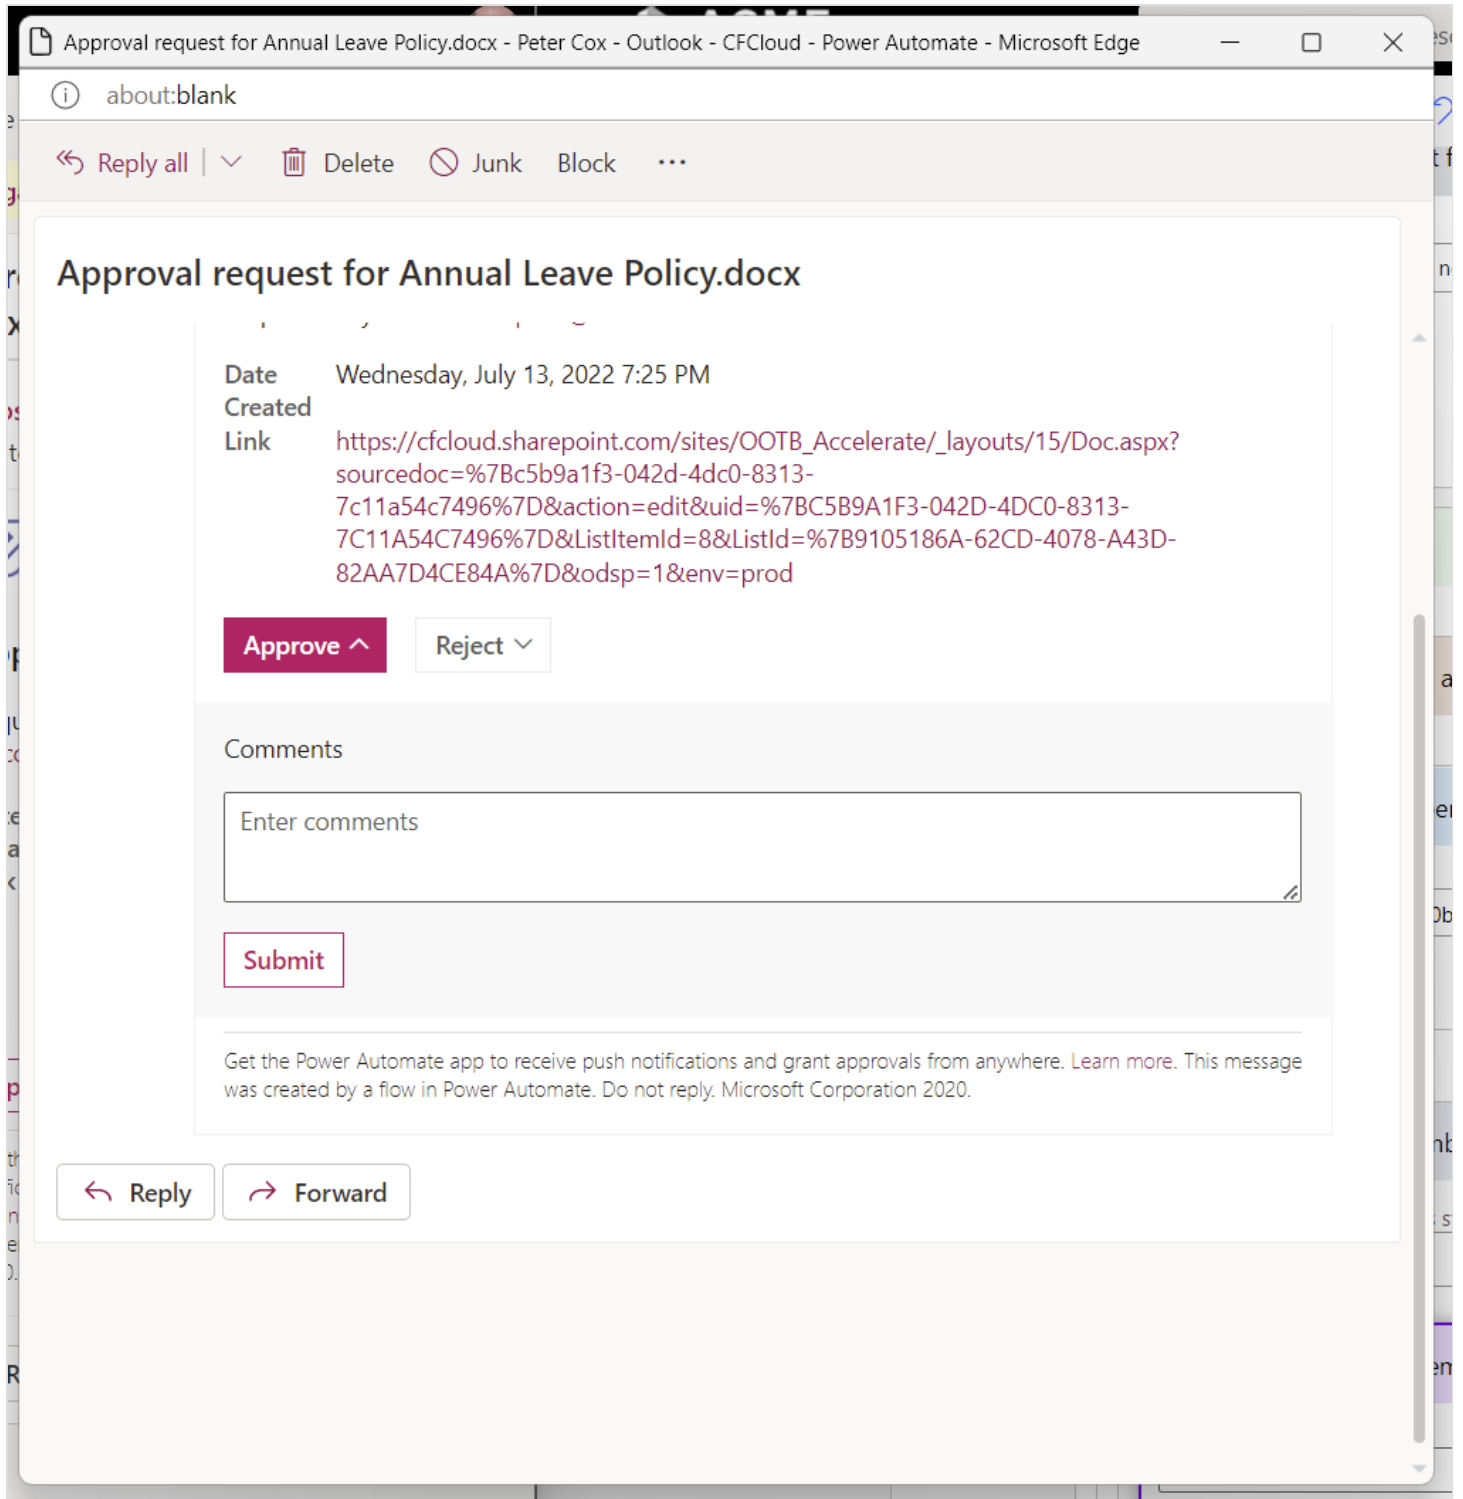 Approval request for Annual Leave Policy.docx - Peter Cox - Outlook - CFCloud - Power Automate - Microsoft Edge
about:blank
Reply all
Delete
Junk
Block
Approval request for Annual Leave Policy.docx
Date Wednesday, July 13, 2022 7:25 PM
Created
Link https://cfcloud.sharepoint.com/sites/OOTB_Accelerate/_layouts/15/Doc.aspx?
sourcedoc=%7Bc5b9a1f3-042d-4dc0-8313-
7c11a54c7496%7D&action=edit&uid=%7BC5B9A1F3-042D-4DC0-8313-
7C11A54C7496%7D&ListItemId=8&ListId=%7B9105186A-62CD-4078-A43D-
82AA7D4CE84A%7D&odsp=1&env=prod
Approve
Reject
Comments
Enter comments
Submit
Get the Power Automate app to receive push notifications and grant approvals from anywhere. Learn more. This message
was created by a flow in Power Automate. Do not reply. Microsoft Corporation 2020.
Reply
Forward